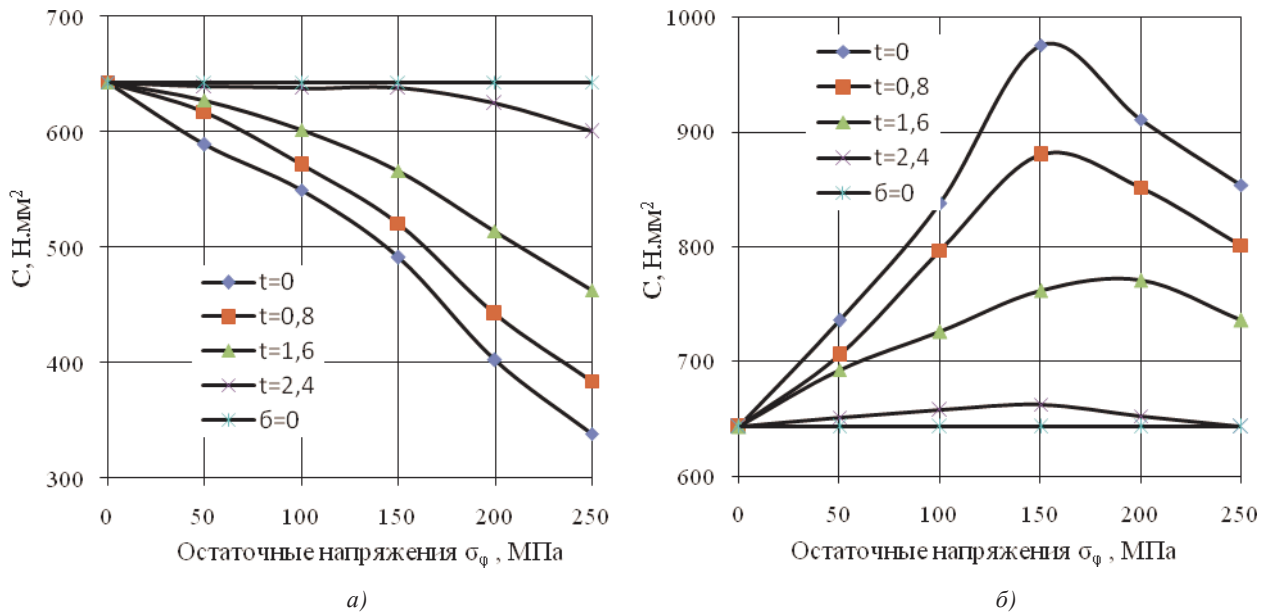 700
600
500
400
300
С, Н.мм²
t=0
t=0,8
t=1,6
t=2,4
б=0
0 50 100 150 200 250
Остаточные напряжения σφ , МПа
а)
1000
900
800
700
600
С, Н.мм²
t=0
t=0,8
t=1,6
t=2,4
б=0
0 50 100 150 200 250
Остаточные напряжения σφ , МПа
б)